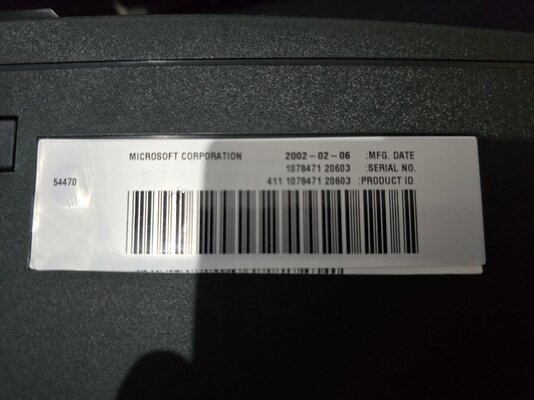 MICROSOFT CORPORATION 2002-02-06 :MFG. DATE
1078471 20603 :SERIAL NO.
54470 411 1078471 20603 :PRODUCT ID